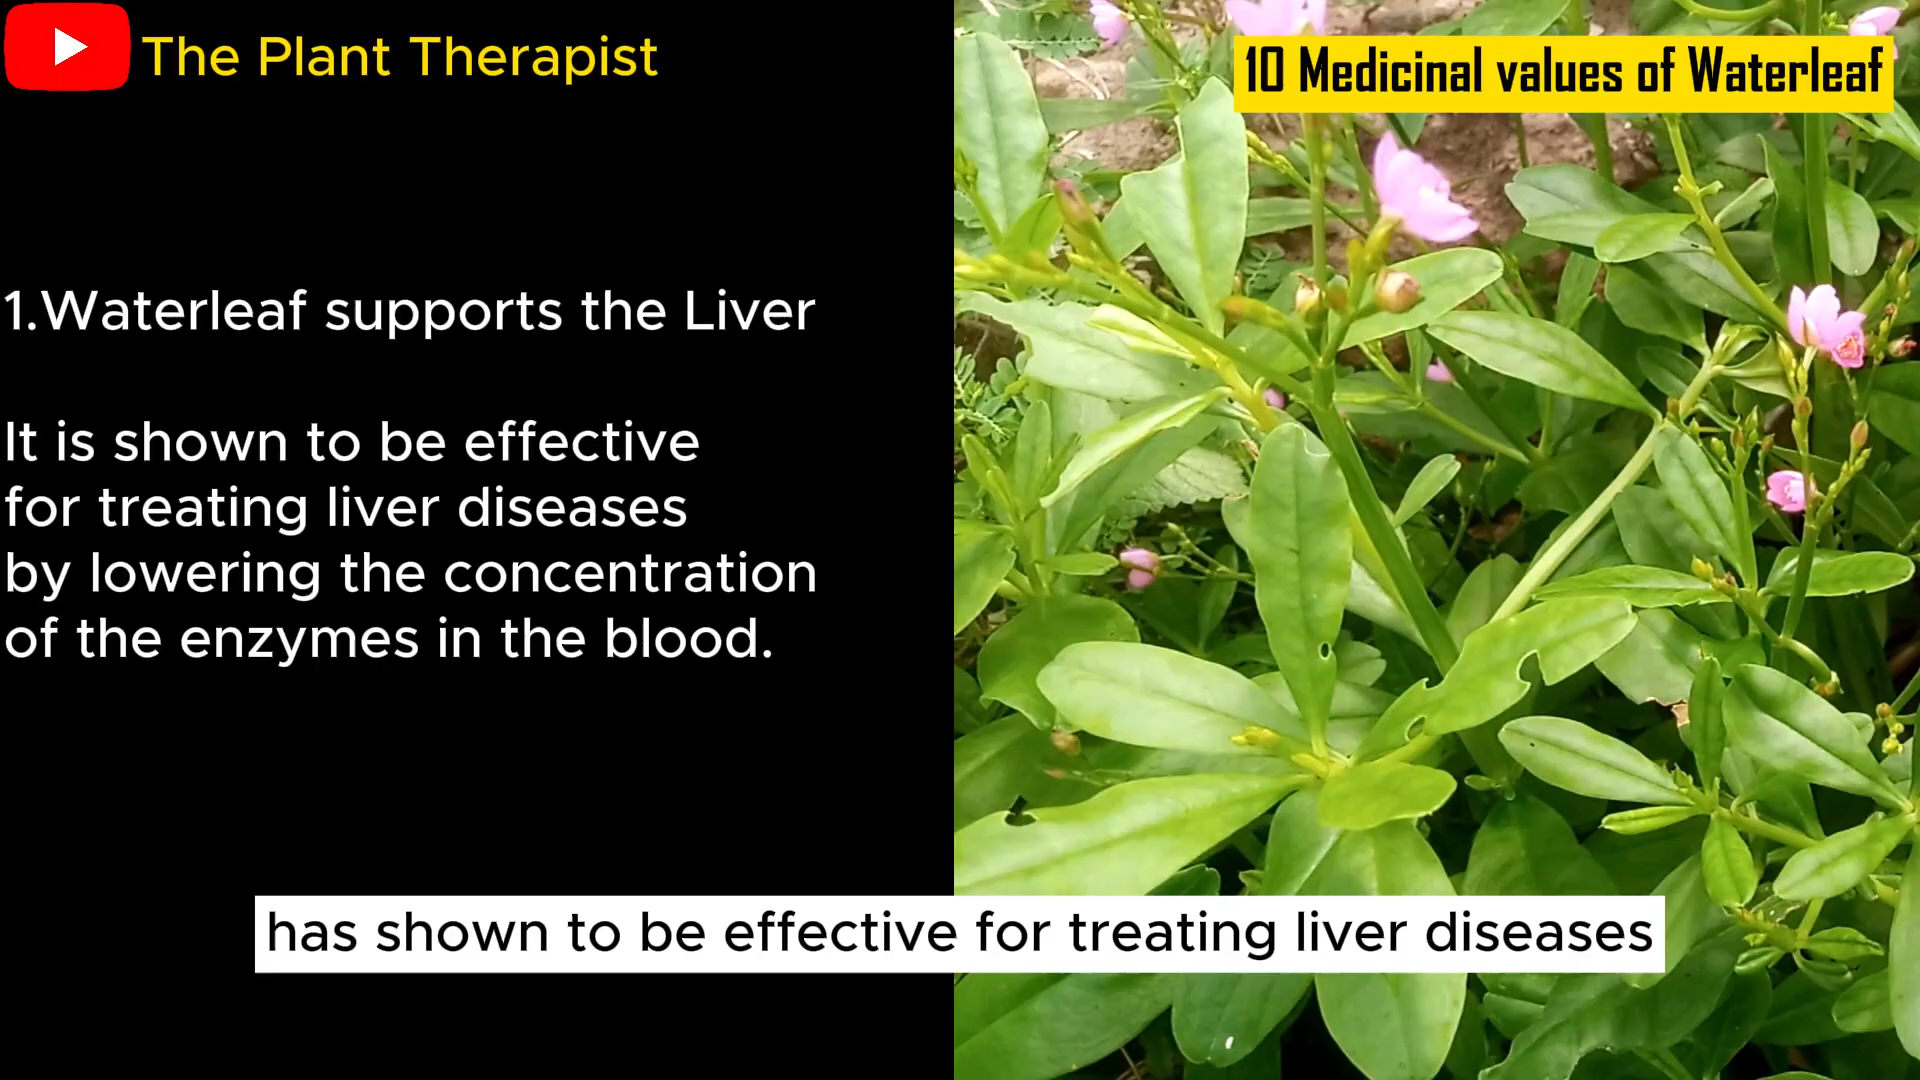 The Plant Therapist
10 Medicinal values of Waterleaf
1.Waterleaf supports the Liver
It is shown to be effective
for treating liver diseases
by lowering the concentration
of the enzymes in the blood.
has shown to be effective for treating liver diseases